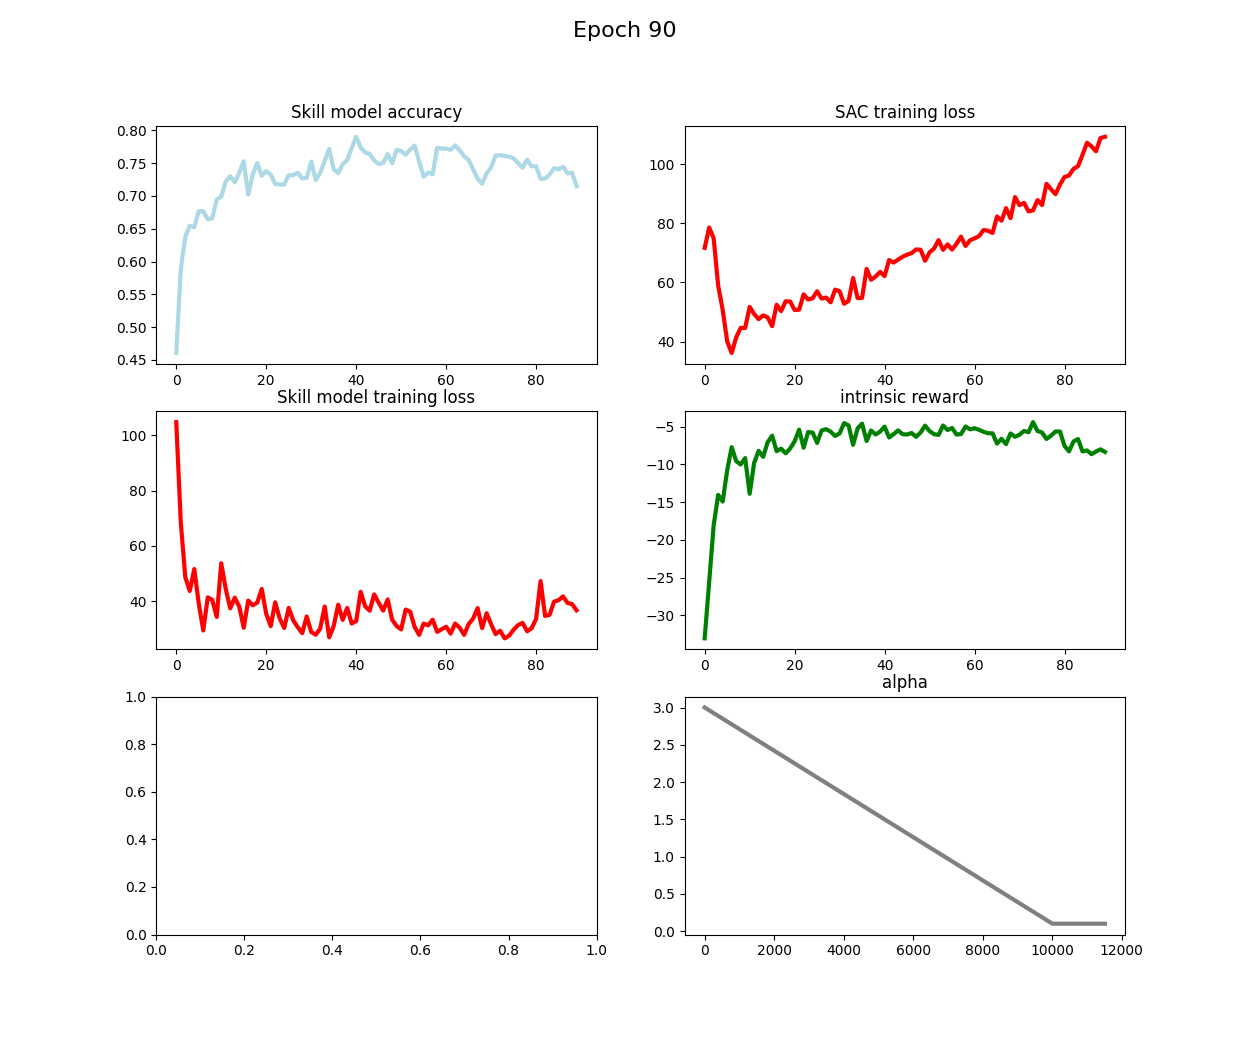 Epoch 90
Skill model accuracy
0.80
0.75
0.70
0.65
0.60
0.55
0.50
0.45
0 20 40 60 80
SAC training loss
100
80
60
40
0 20 40 60 80
Skill model training loss
100
80
60
40
0 20 40 60 80
intrinsic reward
−5
−10
−15
−20
−25
−30
0 20 40 60 80
1.0
0.8
0.6
0.4
0.2
0.0
0.0 0.2 0.4 0.6 0.8 1.0
alpha
3.0
2.5
2.0
1.5
1.0
0.5
0.0
0 2000 4000 6000 8000 10000 12000